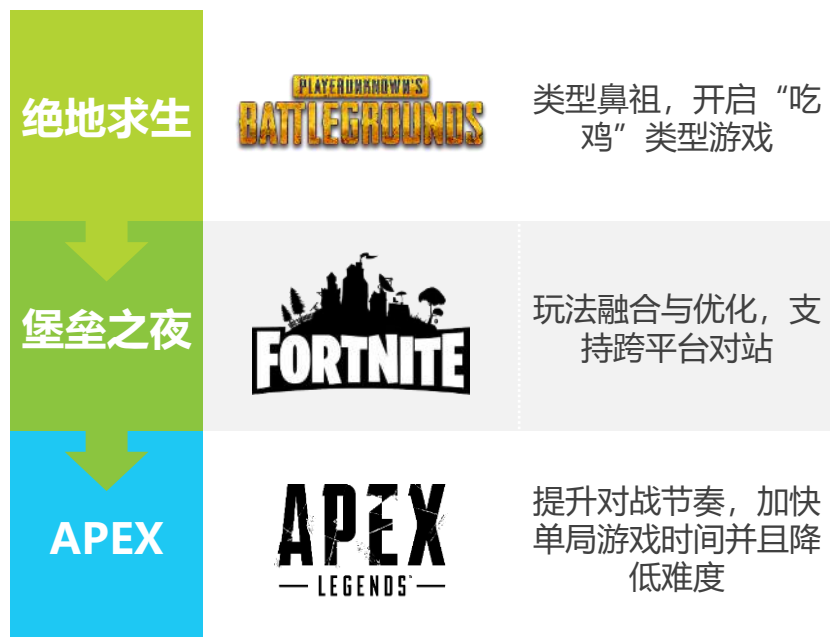 绝地求生
PLAYERUNKNOWN'S
BATTLEGROUNDS
类型鼻祖，开启“吃
鸡”类型游戏
堡垒之夜
FORTNITE
玩法融合与优化，支
持跨平台对站
APEX
APEX
LEGENDS
提升对战节奏，加快
单局游戏时间并且降
低难度